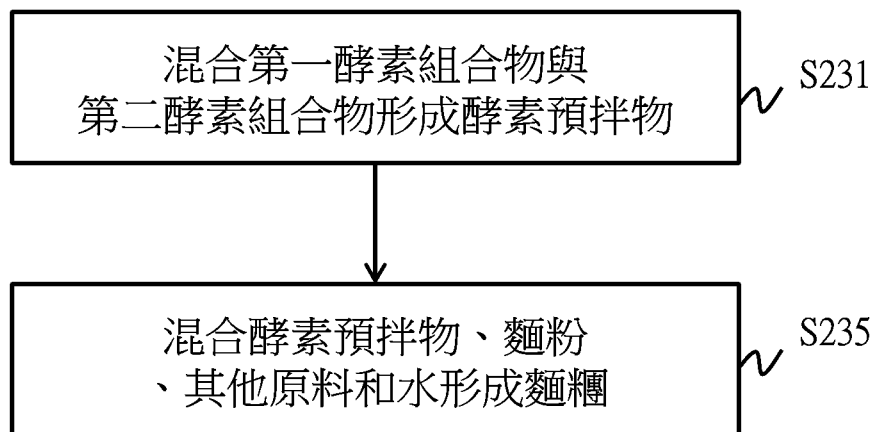 混合第一酵素組合物與
第二酵素組合物形成酵素預拌物
S231
混合酵素預拌物、麵粉
、其他原料和水形成麵糰
S235